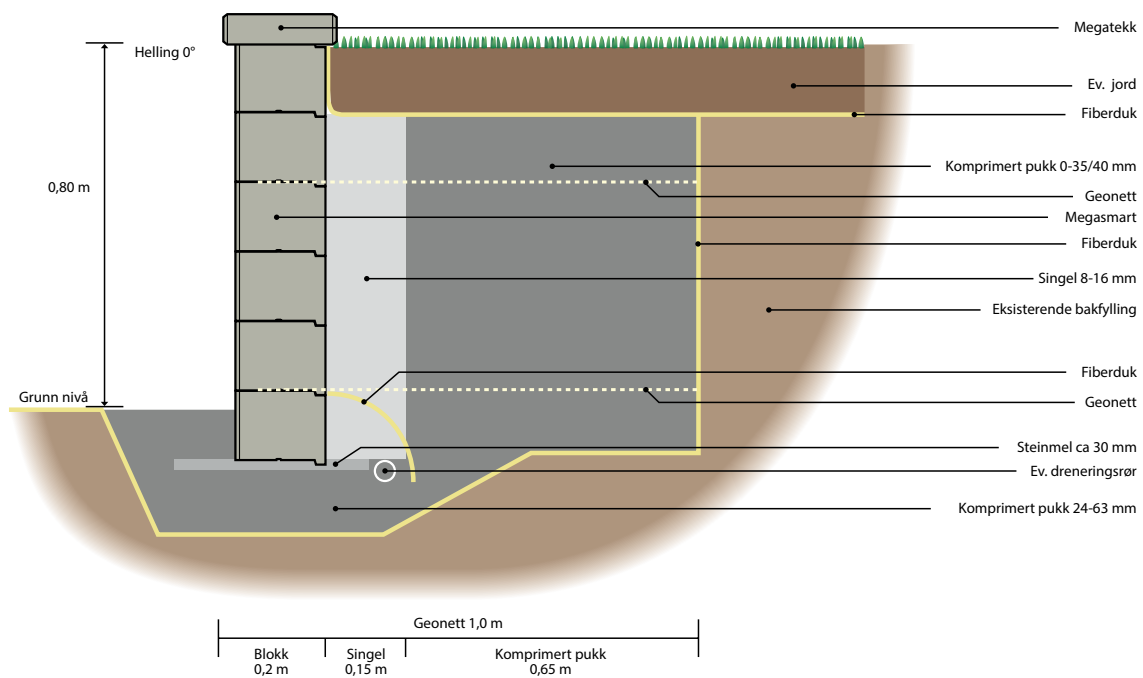 Megatekk
Helling 0°
Ev. jord
Fiberduk
Komprimert pukk 0-35/40 mm
0,80 m
Geonett
Megasmart
Fiberduk
Singel 8-16 mm
Eksisterende bakfylling
Fiberduk
Grunn nivå
Geonett
Steinmel ca 30 mm
Ev. dreneringsrør
Komprimert pukk 24-63 mm
Geonett 1,0 m
Blokk
0,2 m
Singel
0,15 m
Komprimert pukk
0,65 m